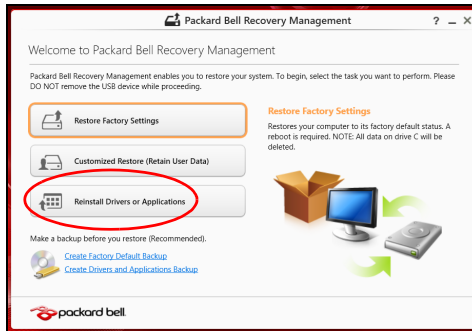 Packard Bell Recovery Management
? – ×
Welcome to Packard Bell Recovery Management
Packard Bell Recovery Management enables you to restore your system. To begin, select the task you want to perform. Please
DO NOT remove the USB device while proceeding.
Restore Factory Settings
Customized Restore (Retain User Data)
Reinstall Drivers or Applications
Make a backup before you restore (Recommended).
Create Factory Default Backup
Create Drivers and Applications Backup
Restore Factory Settings
Restores your computer to its factory default status. A
reboot is required. NOTE: All data on drive C will be
deleted.
packard bell